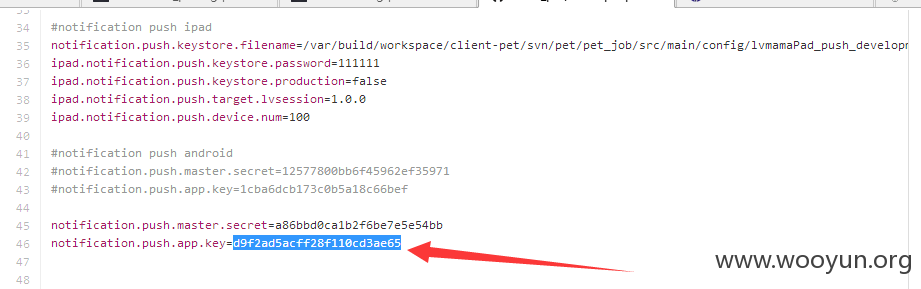 34 #notification push ipad
35 notification.push.keystore.filename=/var/build/workspace/client-pet/svn/pet/pet_job/src/main/config/lvmamaPad_push_developm
36 ipad.notification.push.keystore.password=111111
37 ipad.notification.push.keystore.production=false
38 ipad.notification.push.target.lvsession=1.0.0
39 ipad.notification.push.device.num=100
40
41 #notification push android
42 #notification.push.master.secret=12577800bb6f45962ef35971
43 #notification.push.app.key=1cba6dcb173c0b5a18c66bef
44
45 notification.push.master.secret=a86bbd0ca1b2f6be7e5e54bb
46 notification.push.app.key=d9f2ad5acff28f110cd3ae65
47
48
www.wooyun.org